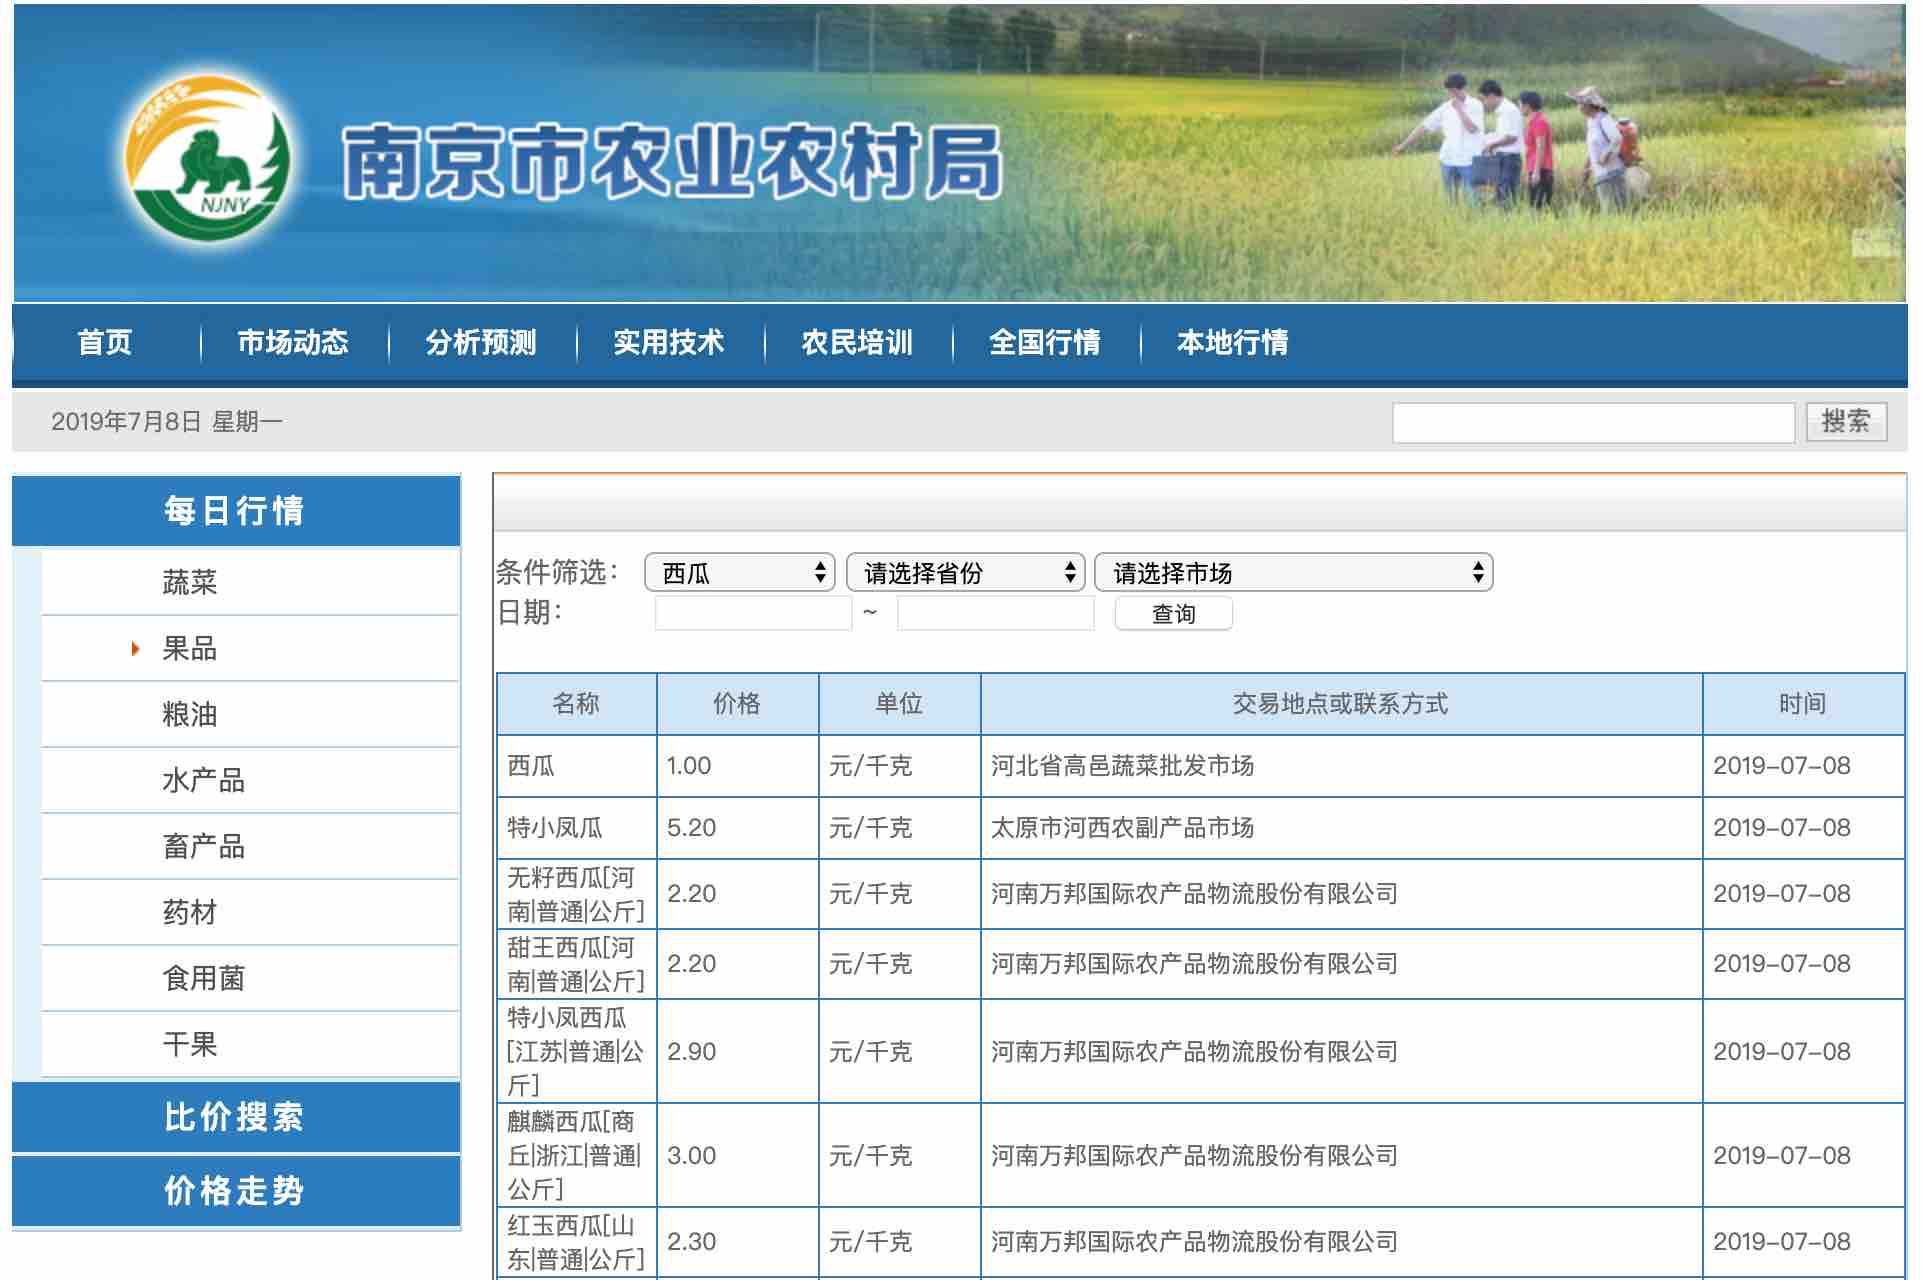 NJNY
南京市农业农村局
首页 市场动态 分析预测 实用技术 农民培训 全国行情 本地行情
2019年7月8日 星期一
搜索
每日行情
蔬菜
果品
粮油
水产品
畜产品
药材
食用菌
干果
比价搜索
价格走势
条件筛选： 西瓜 请选择省份 请选择市场
日期： ~ 查询
名称 价格 单位 交易地点或联系方式 时间
西瓜 1.00 元/千克 河北省高邑蔬菜批发市场 2019-07-08
特小凤瓜 5.20 元/千克 太原市河西农副产品市场 2019-07-08
无籽西瓜[河
南|普通|公斤] 2.20 元/千克 河南万邦国际农产品物流股份有限公司 2019-07-08
甜王西瓜[河
南|普通|公斤] 2.20 元/千克 河南万邦国际农产品物流股份有限公司 2019-07-08
特小凤西瓜
[江苏|普通|公
斤] 2.90 元/千克 河南万邦国际农产品物流股份有限公司 2019-07-08
麒麟西瓜[商
丘|浙江|普通|
公斤] 3.00 元/千克 河南万邦国际农产品物流股份有限公司 2019-07-08
红玉西瓜[山
东|普通|公斤] 2.30 元/千克 河南万邦国际农产品物流股份有限公司 2019-07-08